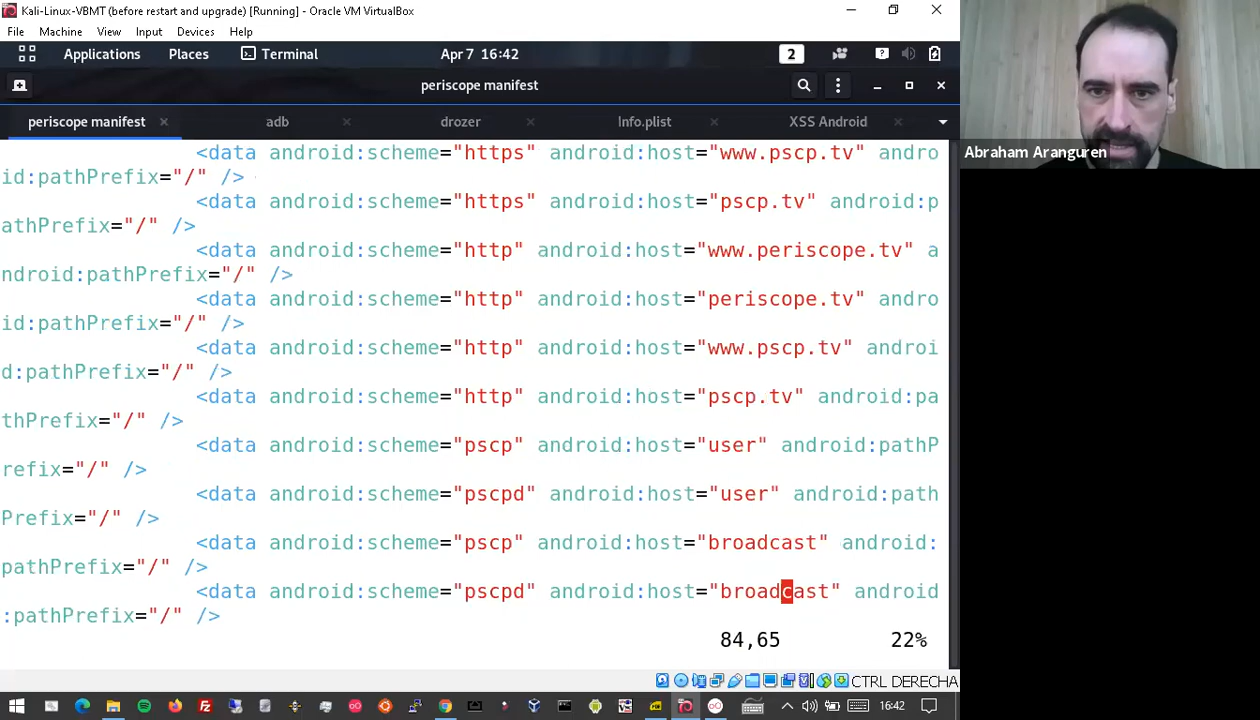 Kali-Linux-VBMT (before restart and upgrade) [Running] - Oracle VM VirtualBox
File Machine View Input Devices Help
Applications Places Terminal Apr 7 16:42 2
periscope manifest
periscope manifest adb drozer Info.plist XSS Android
<data android:scheme="https" android:host="www.pscp.tv" andro
id:pathPrefix="/" />
<data android:scheme="https" android:host="pscp.tv" android:p
athPrefix="/" />
<data android:scheme="http" android:host="www.periscope.tv" a
ndroid:pathPrefix="/" />
<data android:scheme="http" android:host="periscope.tv" andro
id:pathPrefix="/" />
<data android:scheme="http" android:host="www.pscp.tv" androi
d:pathPrefix="/" />
<data android:scheme="http" android:host="pscp.tv" android:pa
thPrefix="/" />
<data android:scheme="pscp" android:host="user" android:pathP
refix="/" />
<data android:scheme="pscpd" android:host="user" android:path
Prefix="/" />
<data android:scheme="pscp" android:host="broadcast" android:
pathPrefix="/" />
<data android:scheme="pscpd" android:host="broadcast" android
:pathPrefix="/" />
84,65 22%
CTRL DERECHA
16:42
Abraham Aranguren